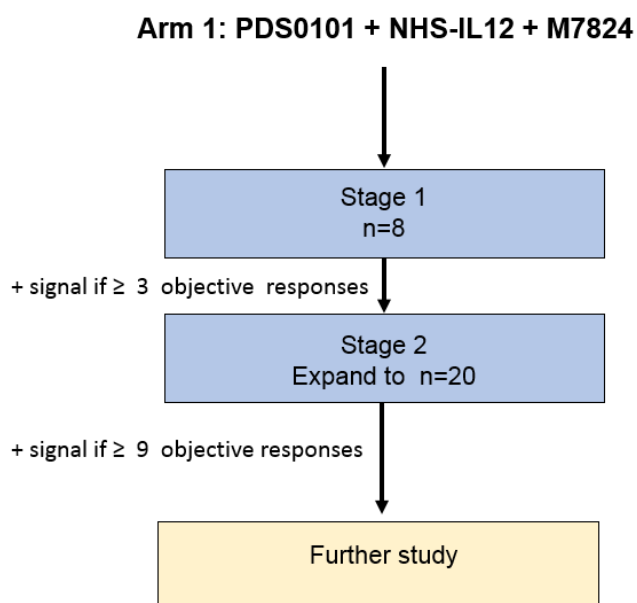 Arm 1: PDS0101 + NHS-IL12 + M7824
Stage 1
n=8
+ signal if ≥ 3 objective responses
Stage 2
Expand to n=20
+ signal if ≥ 9 objective responses
Further study